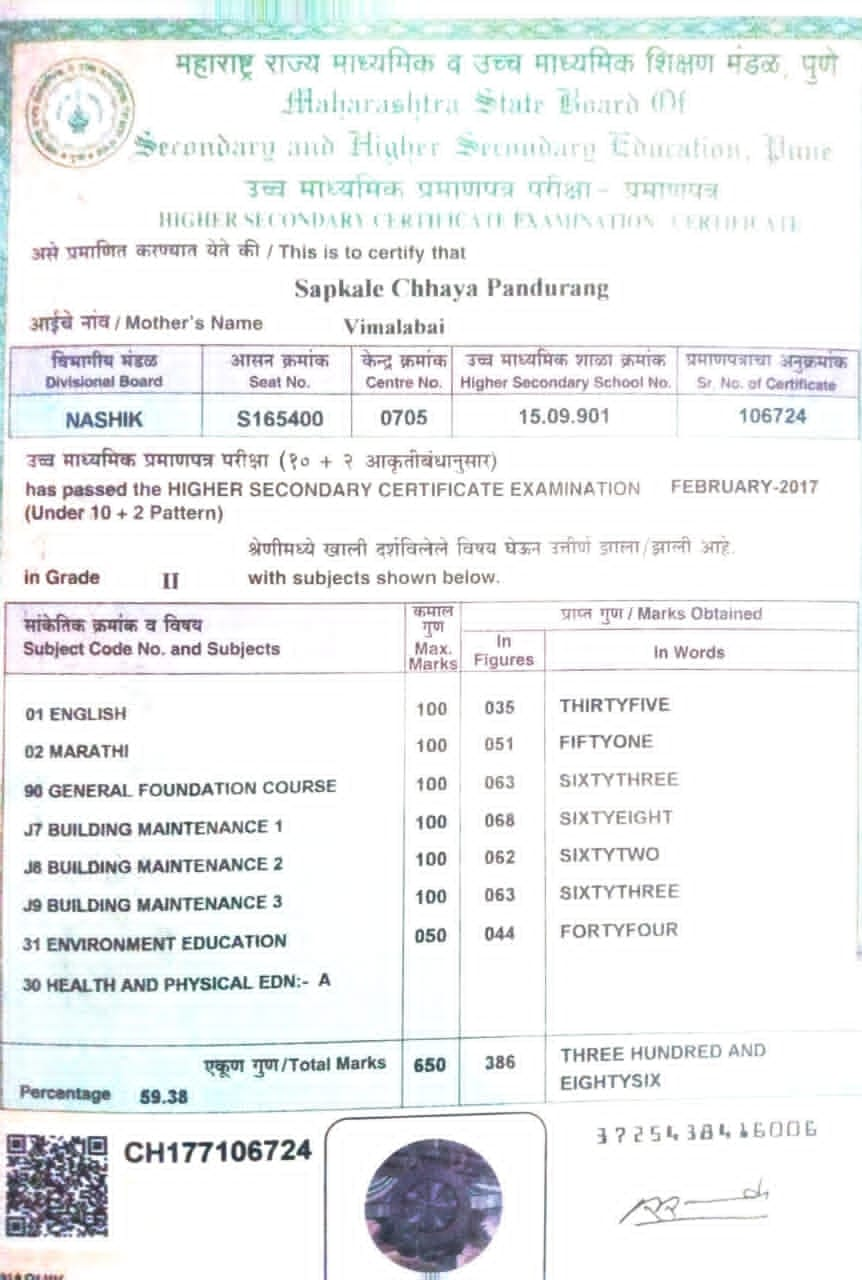 महाराष्ट्र राज्य माध्यमिक व उच्च माध्यमिक शिक्षण मंडळ, पुणे
Maharashtra State Board Of
Secondary and Higher Secondary Education, Pune
उच्च माध्यमिक प्रमाणपत्र परीक्षा - प्रमाणपत्र
HIGHER SECONDARY CERTIFICATE EXAMINATION CERTIFICATE
असे प्रमाणित करण्यात येते की / This is to certify that
Sapkale Chhaya Pandurang
आईचे नांव / Mother's Name Vimalabai
विभागीय मंडळ आसन क्रमांक केन्द्र क्रमांक उच्च माध्यमिक शाळा क्रमांक प्रमाणपत्राचा अनुक्रमांक
Divisional Board Seat No. Centre No. Higher Secondary School No. Sr. No. of Certificate
NASHIK S165400 0705 15.09.901 106724
उच्च माध्यमिक प्रमाणपत्र परीक्षा (१० + २ आकृतीबंधानुसार)
has passed the HIGHER SECONDARY CERTIFICATE EXAMINATION FEBRUARY-2017
(Under 10 + 2 Pattern)
श्रेणीमध्ये खाली दर्शविलेले विषय घेऊन उत्तीर्ण झाला/झाली आहे.
in Grade II with subjects shown below.
सांकेतिक क्रमांक व विषय कमाल गुण प्राप्त गुण / Marks Obtained
Subject Code No. and Subjects Max. Marks In Figures In Words
01 ENGLISH 100 035 THIRTYFIVE
02 MARATHI 100 051 FIFTYONE
90 GENERAL FOUNDATION COURSE 100 063 SIXTYTHREE
J7 BUILDING MAINTENANCE 1 100 068 SIXTYEIGHT
J8 BUILDING MAINTENANCE 2 100 062 SIXTYTWO
J9 BUILDING MAINTENANCE 3 100 063 SIXTYTHREE
31 ENVIRONMENT EDUCATION 050 044 FORTYFOUR
30 HEALTH AND PHYSICAL EDN:- A
एकूण गुण/Total Marks 650 386 THREE HUNDRED AND
EIGHTYSIX
Percentage 59.38
CH177106724
3725438416006